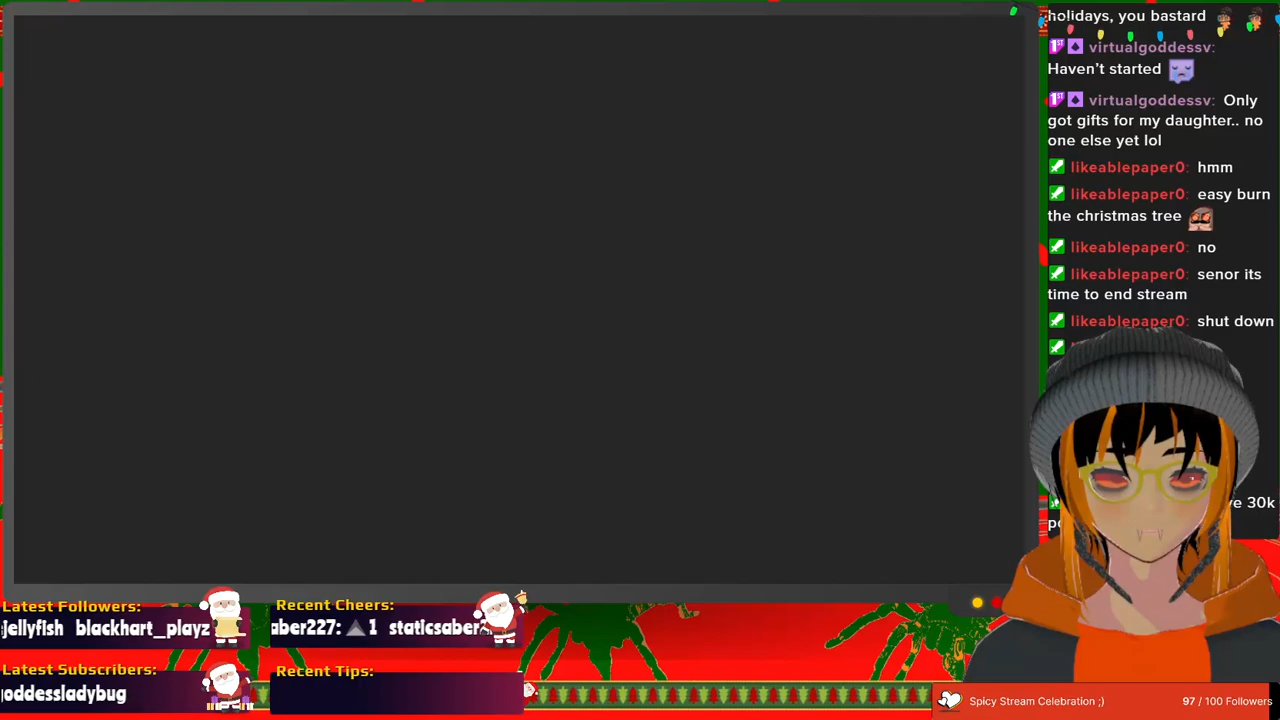 holidays, you bastard
virtualgoddessv:
Haven't started
virtualgoddessv: Only
got gifts for my daughter.. no
one else yet lol
likeablepaper0: hmm
likeablepaper0: easy burn
the christmas tree
likeablepaper0: no
likeablepaper0: senor its
time to end stream
likeablepaper0: shut down
30k
Latest Followers:
jellyfish blackhart_playz
Recent Cheers:
aber227: 1 staticsaber
Latest Subscribers:
oddessladybug
Recent Tips:
Spicy Stream Celebration ;) 97 / 100 Followers